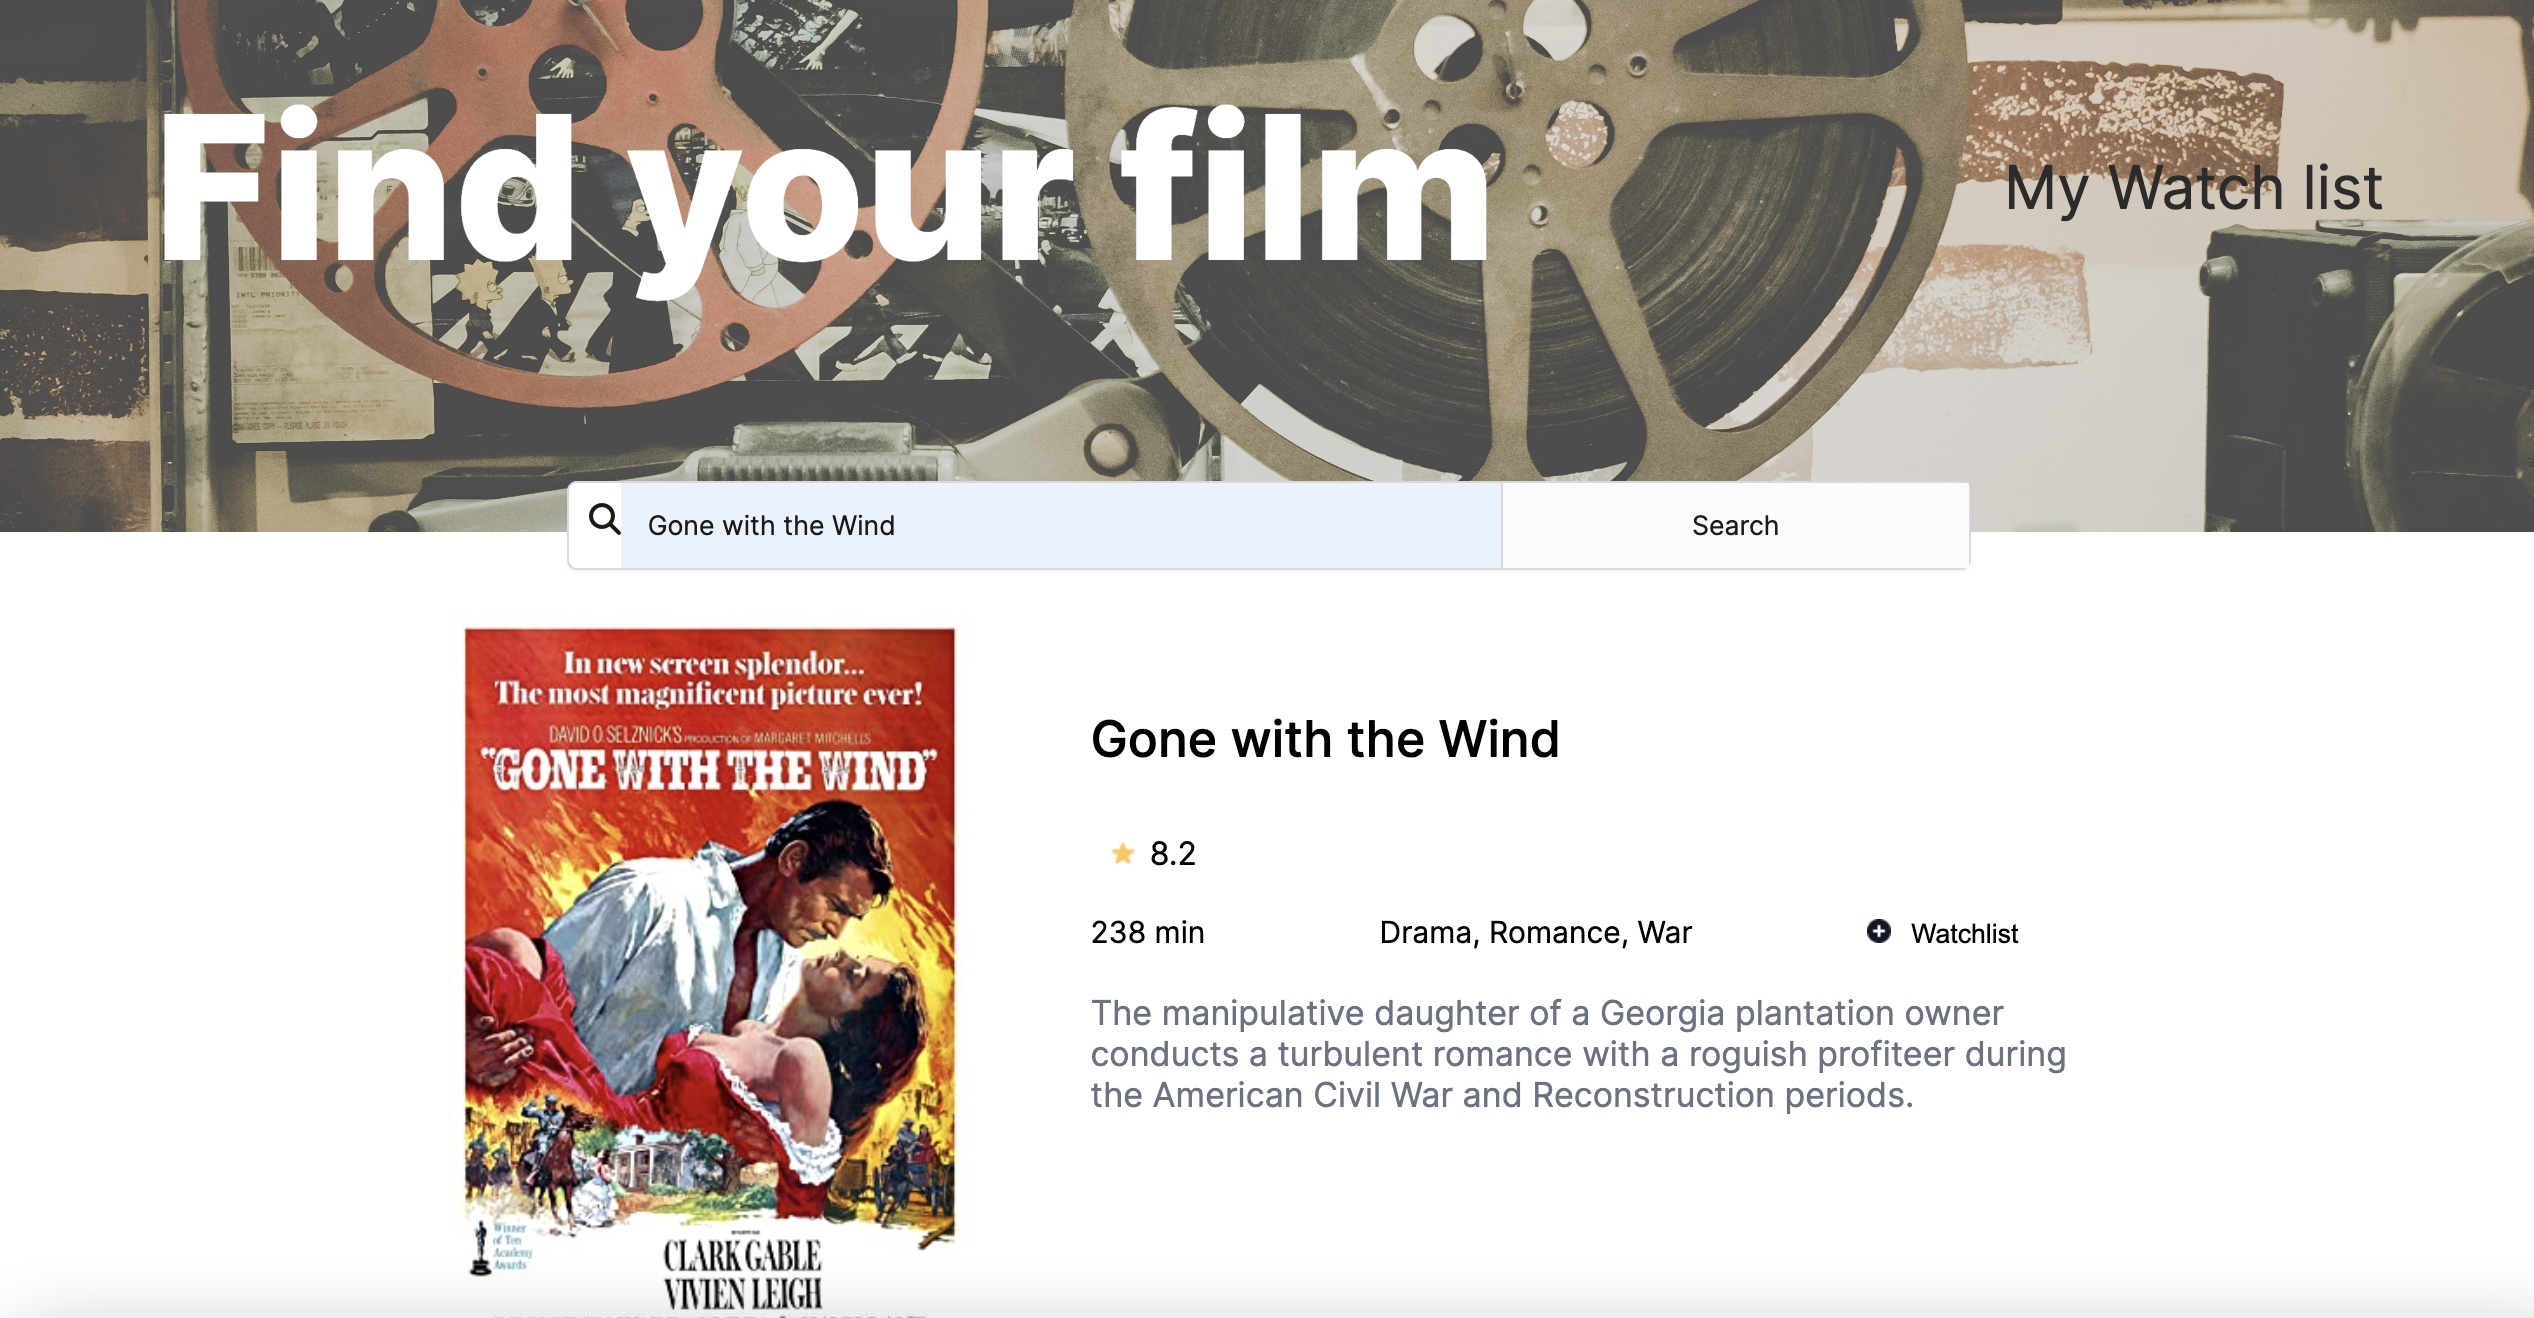 Find your film
My Watch list
INTL PRIORITY
Gone with the Wind
Search
In new screen splendor...
The most magnificent picture ever!
DAVID O. SELZNICK'S PRODUCTION OF MARGARET MITCHELL'S
"GONE WITH THE WIND"
Winner
of Ten
Academy
Awards
CLARK GABLE
VIVIEN LEIGH
Gone with the Wind
8.2
238 min
Drama, Romance, War
Watchlist
The manipulative daughter of a Georgia plantation owner
conducts a turbulent romance with a roguish profiteer during
the American Civil War and Reconstruction periods.